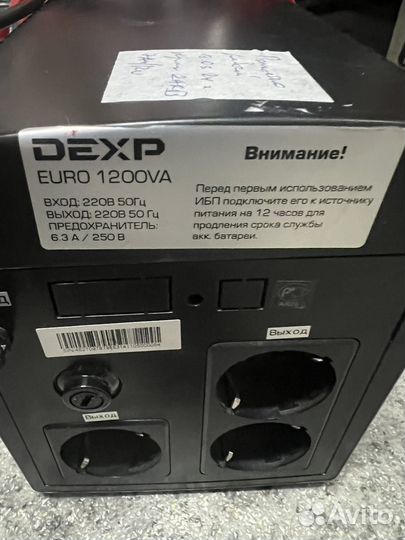 DEXP
EURO 1200VA
ВХОД: 220В 50Гц
ВЫХОД: 220В 50 Гц
ПРЕДОХРАНИТЕЛЬ:
6.3 А / 250 В
Внимание!
Перед первым использованием
ИБП подключите его к источнику
питания на 12 часов для
продления срока службы
акк. батареи.
Выход
Выход
Avito